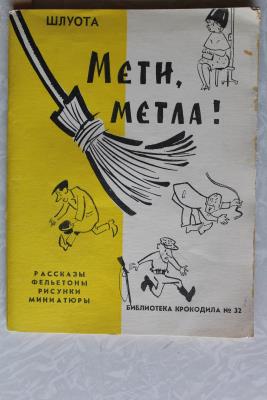 ШЛУОТА
МЕТИ,
МЕТЛА!
РАССКАЗЫ
ФЕЛЬЕТОНЫ
РИСУНКИ
МИНИАТЮРЫ
БИБЛИОТЕКА КРОКОДИЛА № 32